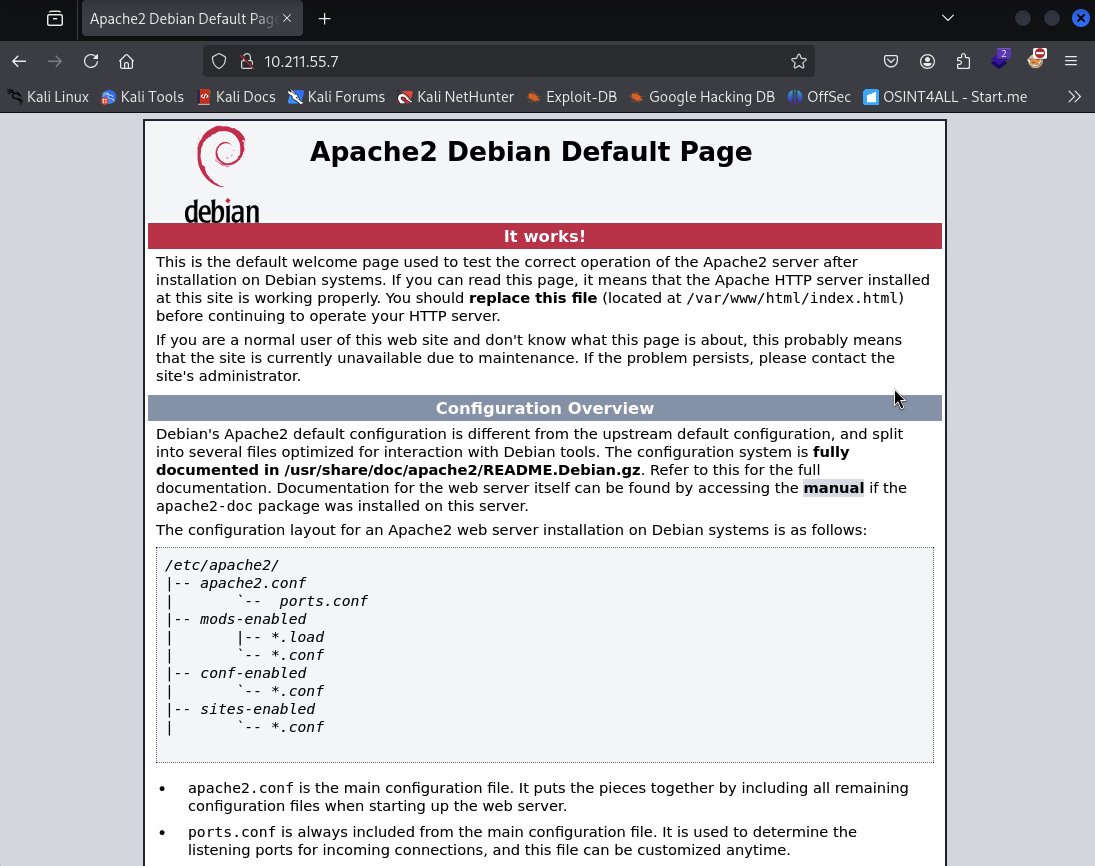 Apache2 Debian Default Pag
10.211.55.7
2
Kali Linux Kali Tools Kali Docs Kali Forums Kali NetHunter Exploit-DB Google Hacking DB OffSec OSINT4ALL - Start.me
debian
Apache2 Debian Default Page
It works!
This is the default welcome page used to test the correct operation of the Apache2 server after
installation on Debian systems. If you can read this page, it means that the Apache HTTP server installed
at this site is working properly. You should replace this file (located at /var/www/html/index.html)
before continuing to operate your HTTP server.
If you are a normal user of this web site and don't know what this page is about, this probably means
that the site is currently unavailable due to maintenance. If the problem persists, please contact the
site's administrator.
Configuration Overview
Debian's Apache2 default configuration is different from the upstream default configuration, and split
into several files optimized for interaction with Debian tools. The configuration system is fully
documented in /usr/share/doc/apache2/README.Debian.gz. Refer to this for the full
documentation. Documentation for the web server itself can be found by accessing the manual if the
apache2-doc package was installed on this server.
The configuration layout for an Apache2 web server installation on Debian systems is as follows:
/etc/apache2/
|-- apache2.conf
|       `--  ports.conf
|-- mods-enabled
|       |-- *.load
|       `-- *.conf
|-- conf-enabled
|       `-- *.conf
|-- sites-enabled
|       `-- *.conf
• apache2.conf is the main configuration file. It puts the pieces together by including all remaining
configuration files when starting up the web server.
• ports.conf is always included from the main configuration file. It is used to determine the
listening ports for incoming connections, and this file can be customized anytime.